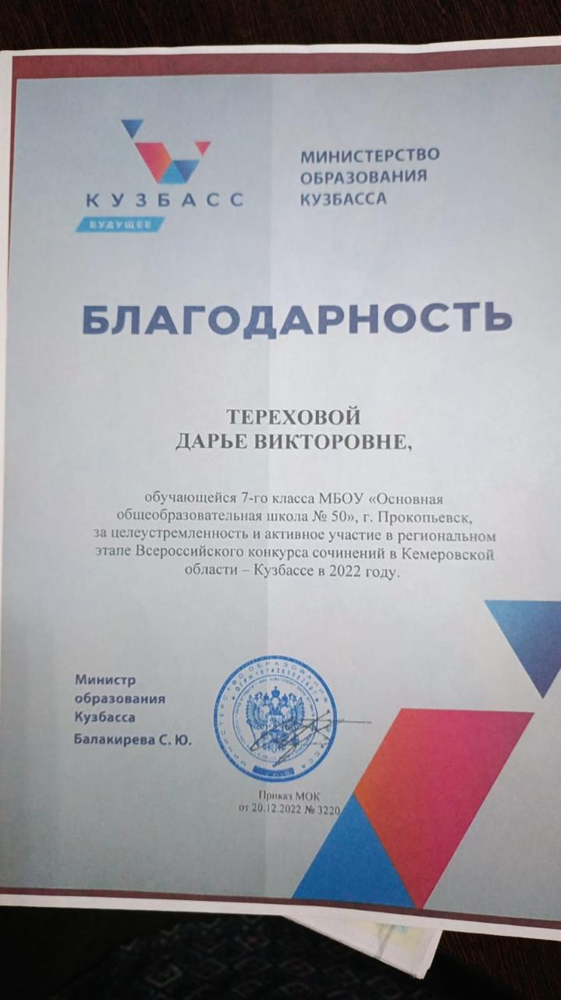 КУЗБАСС
БУДУЩЕЕ
МИНИСТЕРСТВО
ОБРАЗОВАНИЯ
КУЗБАССА
БЛАГОДАРНОСТЬ
ТЕРЕХОВОЙ
ДАРЬЕ ВИКТОРОВНЕ,
обучающейся 7-го класса МБОУ «Основная
общеобразовательная школа № 50», г. Прокопьевск,
за целеустремленность и активное участие в региональном
этапе Всероссийского конкурса сочинений в Кемеровской
области – Кузбассе в 2022 году.
Министр
образования
Кузбасса
Балакирева С. Ю.
МИНИСТЕРСТВО ОБРАЗОВАНИЯ
Приказ МОК
от 20.12.2022 № 3220